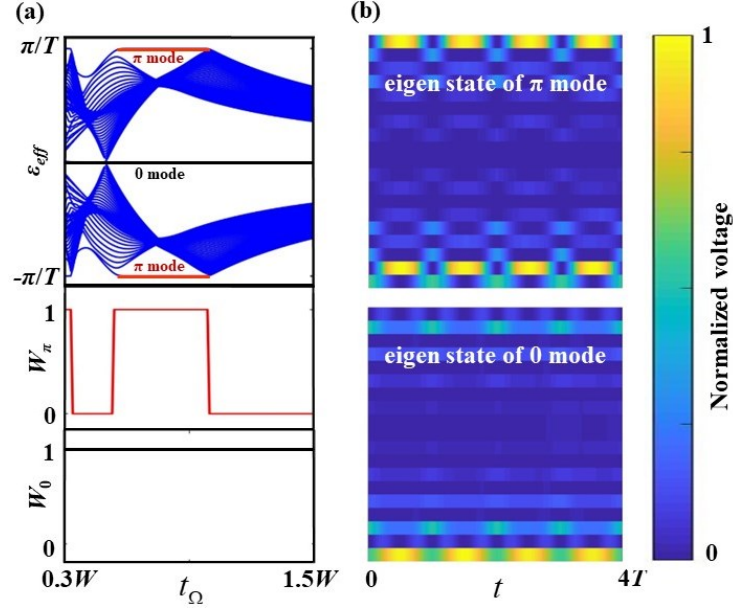 (a)
π/T
π mode
ε_eff
0 mode
π mode
-π/T
1
W_π
0
1
W_0
0
0.3W
t_Ω
1.5W
(b)
eigen state of π mode
eigen state of 0 mode
0
t
4T
1
Normalized voltage
0